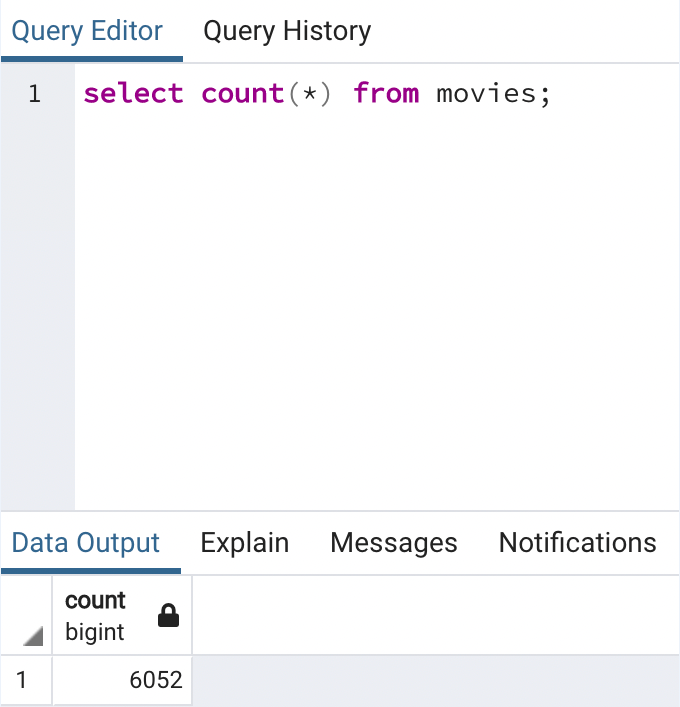 Query Editor Query History
1 select count(*) from movies;
Data Output Explain Messages Notifications
count
bigint
1 6052